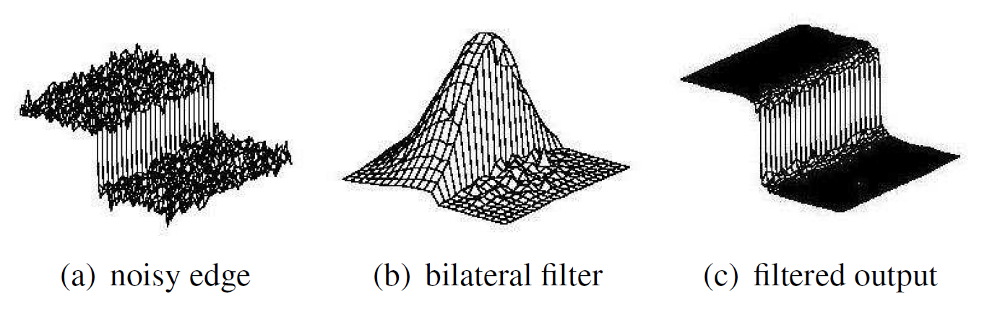 (a) noisy edge (b) bilateral filter (c) filtered output